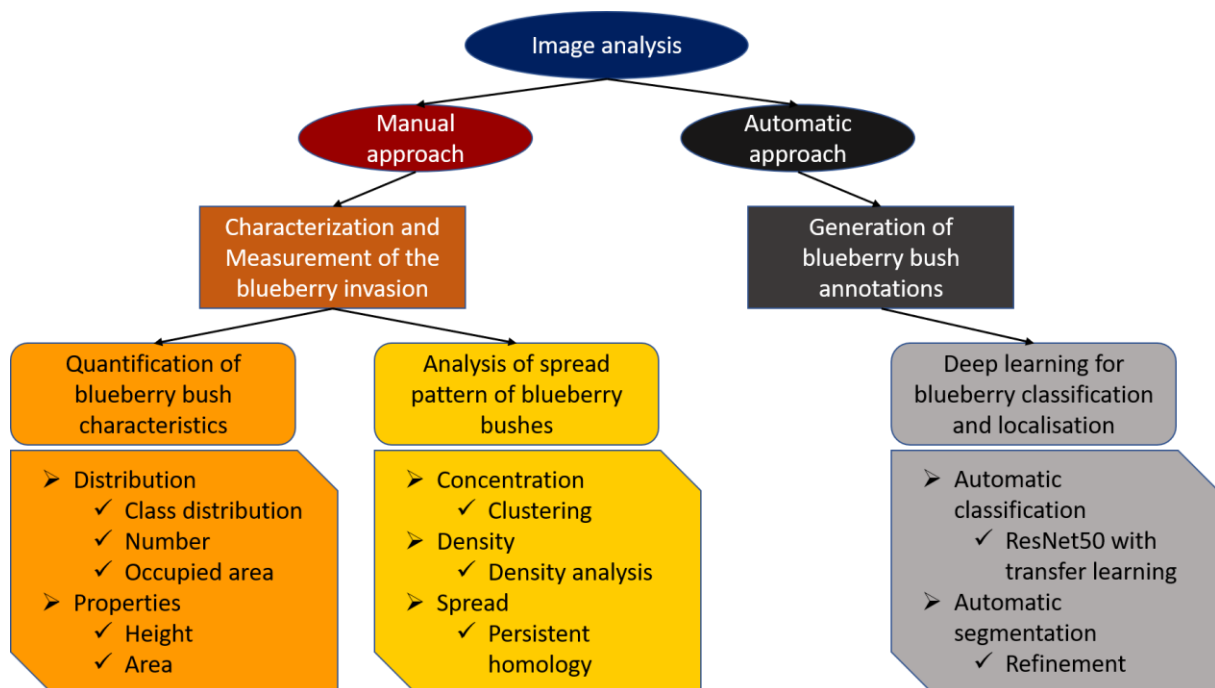 Image analysis
Manual
approach
Automatic
approach
Characterization and
Measurement of the
blueberry invasion
Generation of
blueberry bush
annotations
Quantification of
blueberry bush
characteristics
Analysis of spread
pattern of blueberry
bushes
Deep learning for
blueberry classification
and localisation
➢ Distribution
✓ Class distribution
✓ Number
✓ Occupied area
➢ Properties
✓ Height
✓ Area
➢ Concentration
✓ Clustering
➢ Density
✓ Density analysis
➢ Spread
✓ Persistent
homology
➢ Automatic
classification
✓ ResNet50 with
transfer learning
➢ Automatic
segmentation
✓ Refinement